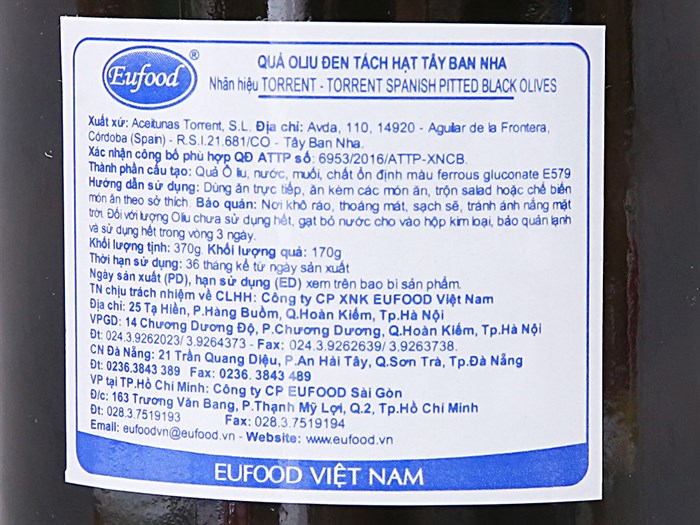 Eufood®
QUẢ OLIU ĐEN TÁCH HẠT TÂY BAN NHA
Nhãn hiệu TORRENT - TORRENT SPANISH PITTED BLACK OLIVES
Xuất xứ: Aceitunas Torrent, S.L. Địa chỉ: Avda, 110, 14920 - Aguilar de la Frontera,
Córdoba (Spain) - R.S.I.21.681/CO - Tây Ban Nha.
Xác nhận công bố phù hợp QĐ ATTP số: 6953/2016/ATTP-XNCB.
Thành phần cấu tạo: Quả Ô liu, nước, muối, chất ổn định màu ferrous gluconate E579
Hướng dẫn sử dụng: Dùng ăn trực tiếp, ăn kèm các món ăn, trộn salad hoặc chế biến
món ăn theo sở thích. Bảo quản: Nơi khô ráo, thoáng mát, sạch sẽ, tránh ánh nắng mặt
trời. Đối với lượng Oliu chưa sử dụng hết, gạt bỏ nước cho vào hộp kim loại, bảo quản lạnh
và sử dụng hết trong vòng 3 ngày.
Khối lượng tịnh: 370g. Khối lượng quả: 170g
Thời hạn sử dụng: 36 tháng kể từ ngày sản xuất
Ngày sản xuất (PD), hạn sử dụng (ED) xem trên bao bì sản phẩm.
TN chịu trách nhiệm về CLHH: Công ty CP XNK EUFOOD Việt Nam
Địa chỉ: 25 Tạ Hiền, P.Hàng Buồm, Q.Hoàn Kiếm, Tp.Hà Nội
VPGD: 14 Chương Dương Độ, P.Chương Dương, Q.Hoàn Kiếm, Tp.Hà Nội
Đt: 024.3.9262023/ 3.9264373 - Fax: 024.3.9262639/ 3.9263738.
CN Đà Nẵng: 21 Trần Quang Diệu, P.An Hải Tây, Q.Sơn Trà, Tp.Đà Nẵng
Đt: 0236.3843 389 Fax: 0236. 3843 489
VP tại TP.Hồ Chí Minh: Công ty CP EUFOOD Sài Gòn
Đ/c: 163 Trương Văn Bang, P.Thạnh Mỹ Lợi, Q.2, Tp.Hồ Chí Minh
Đt: 028.3.7519193 Fax: 028.3.7519194
Email: eufoodvn@eufood.vn - Website: www.eufood.vn
EUFOOD VIỆT NAM